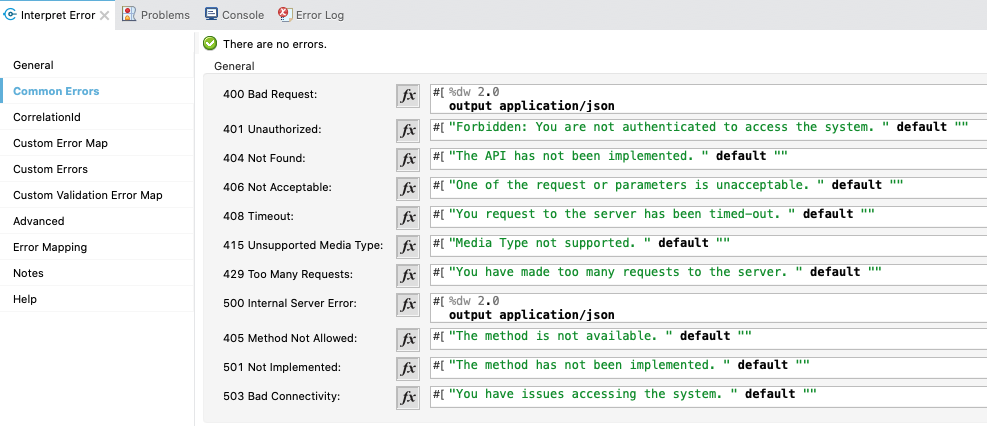 Interpret Error
Problems
Console
Error Log
There are no errors.
General
Common Errors
CorrelationId
Custom Error Map
Custom Errors
Custom Validation Error Map
Advanced
Error Mapping
Notes
Help
General
400 Bad Request: fx #[ %dw 2.0
output application/json
401 Unauthorized: fx #[ "Forbidden: You are not authenticated to access the system. " default ""
404 Not Found: fx #[ "The API has not been implemented. " default ""
406 Not Acceptable: fx #[ "One of the request or parameters is unacceptable. " default ""
408 Timeout: fx #[ "You request to the server has been timed-out. " default ""
415 Unsupported Media Type: fx #[ "Media Type not supported. " default ""
429 Too Many Requests: fx #[ "You have made too many requests to the server. " default ""
500 Internal Server Error: fx #[ %dw 2.0
output application/json
405 Method Not Allowed: fx #[ "The method is not available. " default ""
501 Not Implemented: fx #[ "The method has not been implemented. " default ""
503 Bad Connectivity: fx #[ "You have issues accessing the system. " default ""